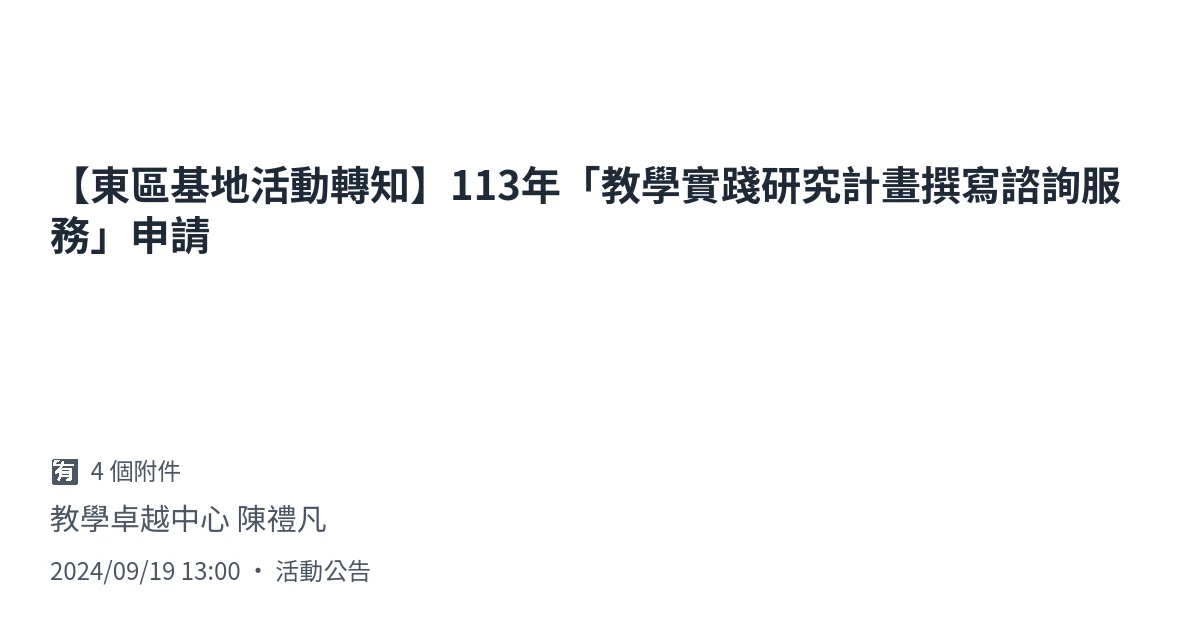 【東區基地活動轉知】113年「教學實踐研究計畫撰寫諮詢服
務」申請
🈶 4 個附件
教學卓越中心 陳禮凡
2024/09/19 13:00 ・ 活動公告